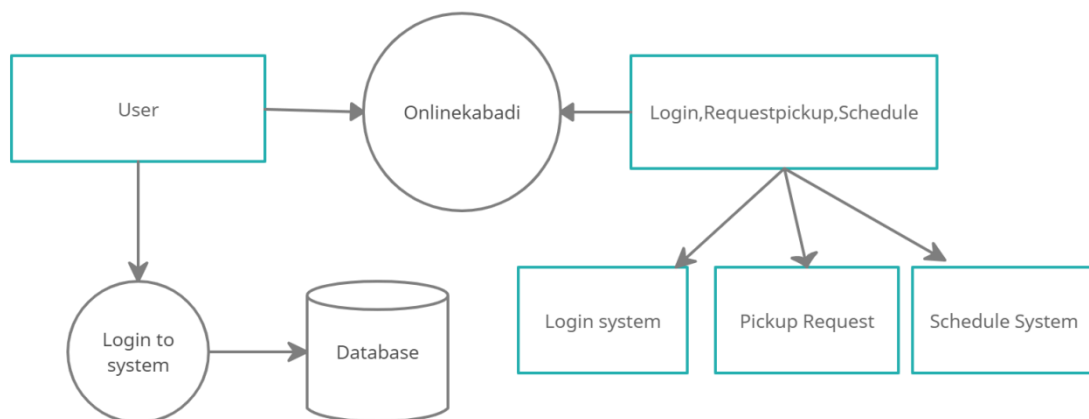 User
Onlinekabadi
Login,Requestpickup,Schedule
Login to
system
Database
Login system
Pickup Request
Schedule System